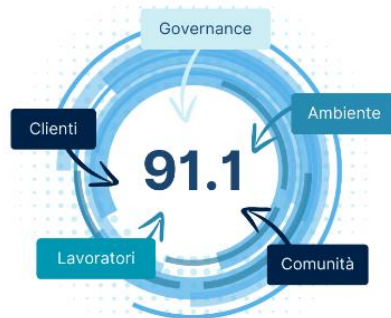 Governance
Ambiente
Clienti
91.1
Lavoratori
Comunità